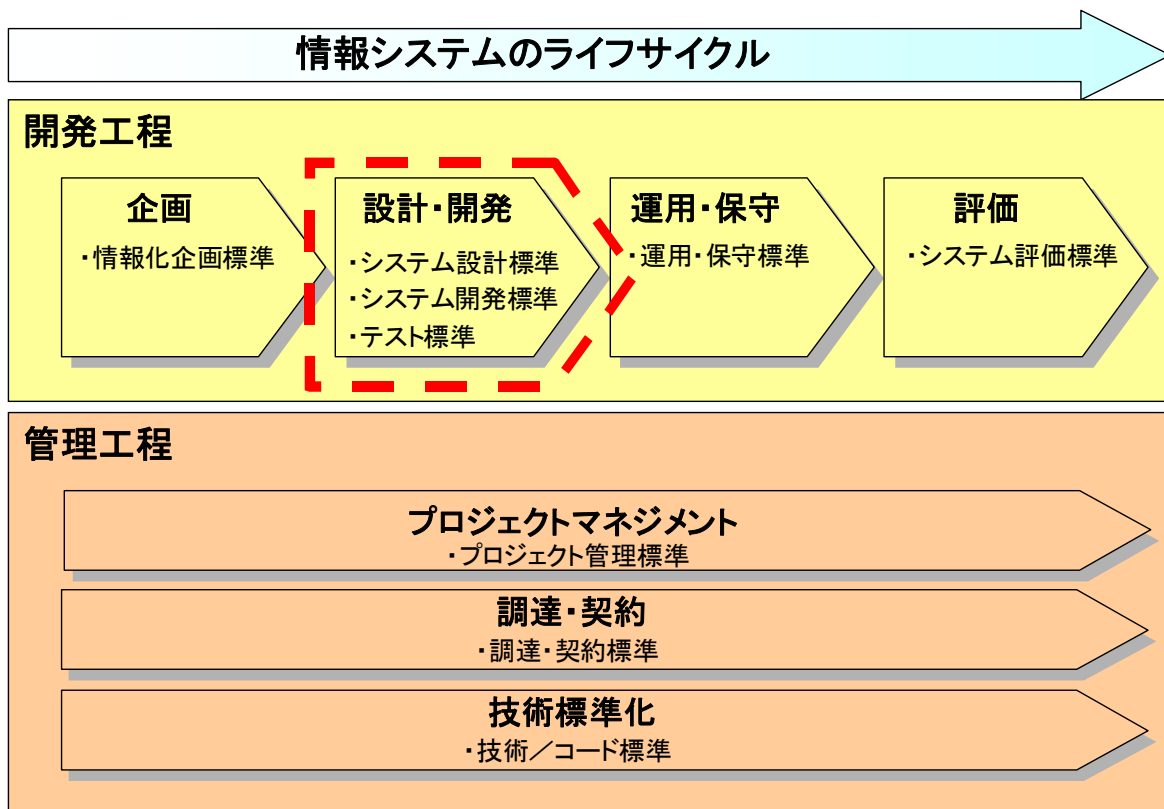 情報システムのライフサイクル
開発工程
企画
・情報化企画標準
設計・開発
・システム設計標準
・システム開発標準
・テスト標準
運用・保守
・運用・保守標準
評価
・システム評価標準
管理工程
プロジェクトマネジメント
・プロジェクト管理標準
調達・契約
・調達・契約標準
技術標準化
・技術／コード標準